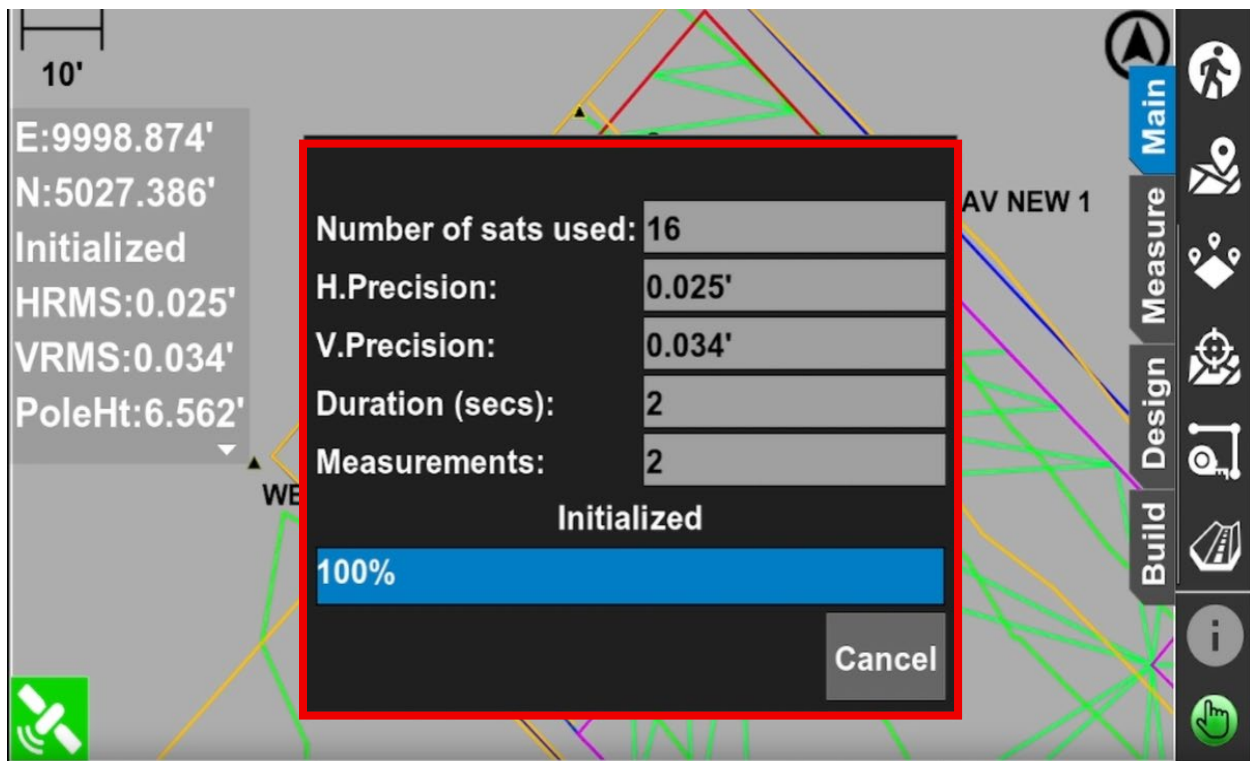 10'
E:9998.874'
N:5027.386'
Initialized
HRMS:0.025'
VRMS:0.034'
PoleHt:6.562'
WE
AV NEW 1
Number of sats used: 16
H.Precision: 0.025'
V.Precision: 0.034'
Duration (secs): 2
Measurements: 2
Initialized
100%
Cancel
Main
Measure
Design
Build
i